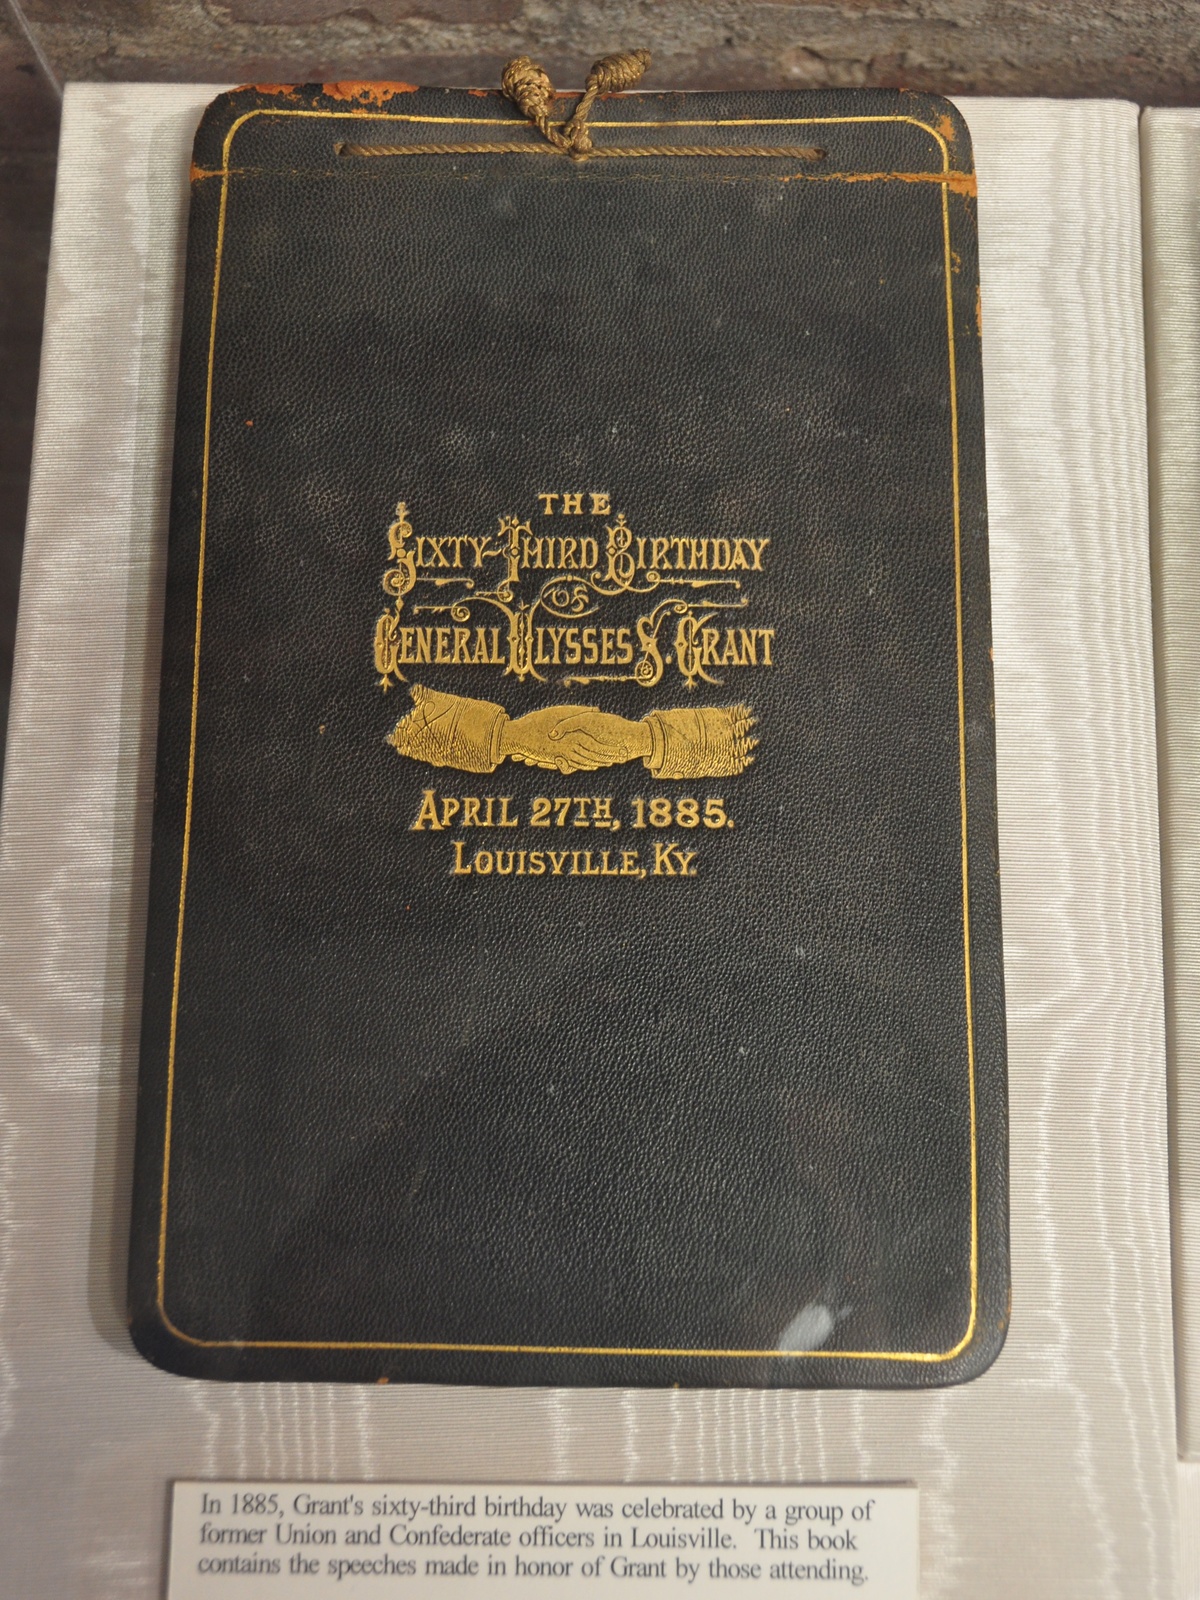 THE
SIXTY-THIRD BIRTHDAY
OF
GENERAL ULYSSES S. GRANT
APRIL 27TH, 1885.
LOUISVILLE, KY.
In 1885, Grant's sixty-third birthday was celebrated by a group of
former Union and Confederate officers in Louisville. This book
contains the speeches made in honor of Grant by those attending.